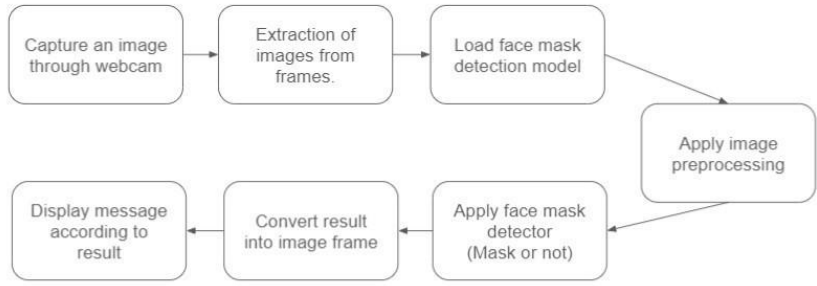 Capture an image
through webcam
Extraction of
images from
frames.
Load face mask
detection model
Apply image
preprocessing
Apply face mask
detector
(Mask or not)
Convert result
into image frame
Display message
according to
result